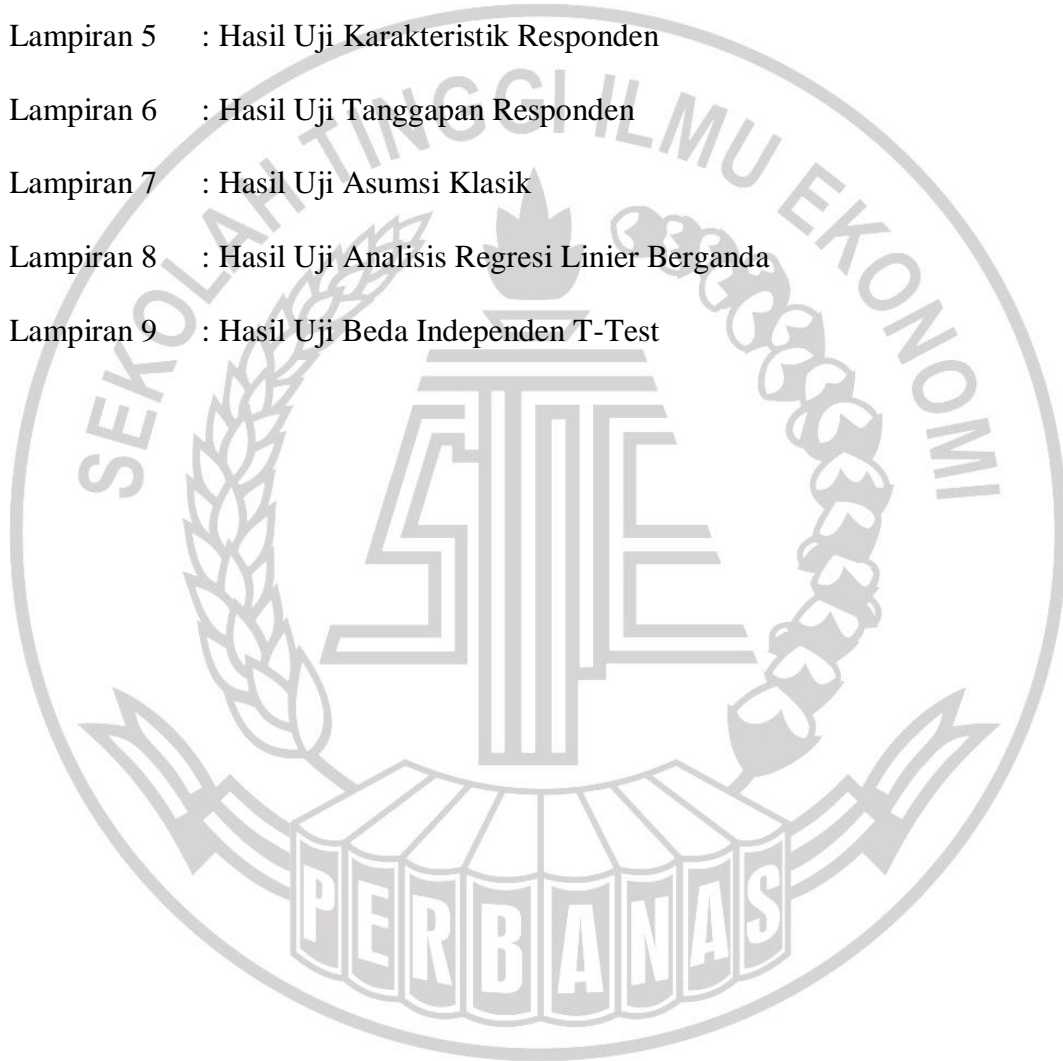 Lampiran 5 : Hasil Uji Karakteristik Responden
Lampiran 6 : Hasil Uji Tanggapan Responden
Lampiran 7 : Hasil Uji Asumsi Klasik
Lampiran 8 : Hasil Uji Analisis Regresi Linier Berganda
Lampiran 9 : Hasil Uji Beda Independen T-Test
SEKOLAH TINGGI ILMU EKONOMI
STIE
PERBANAS